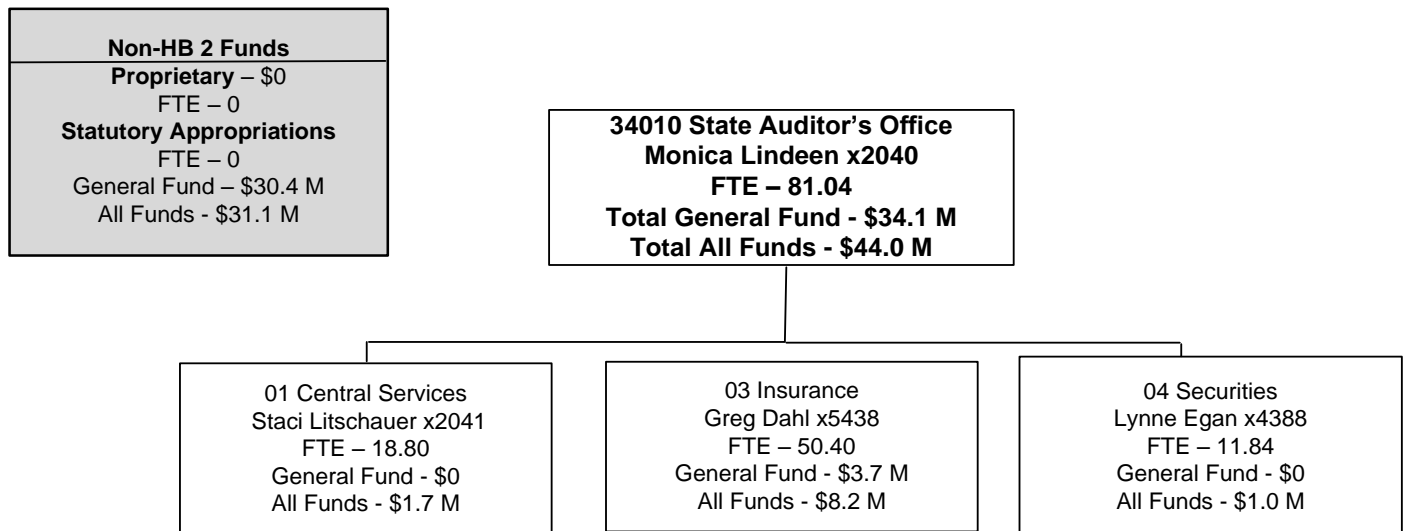 Non-HB 2 Funds
Proprietary – $0
FTE – 0
Statutory Appropriations
FTE – 0
General Fund – $30.4 M
All Funds - $31.1 M
34010 State Auditor's Office
Monica Lindeen x2040
FTE – 81.04
Total General Fund - $34.1 M
Total All Funds - $44.0 M
01 Central Services
Staci Litschauer x2041
FTE – 18.80
General Fund - $0
All Funds - $1.7 M
03 Insurance
Greg Dahl x5438
FTE – 50.40
General Fund - $3.7 M
All Funds - $8.2 M
04 Securities
Lynne Egan x4388
FTE – 11.84
General Fund - $0
All Funds - $1.0 M